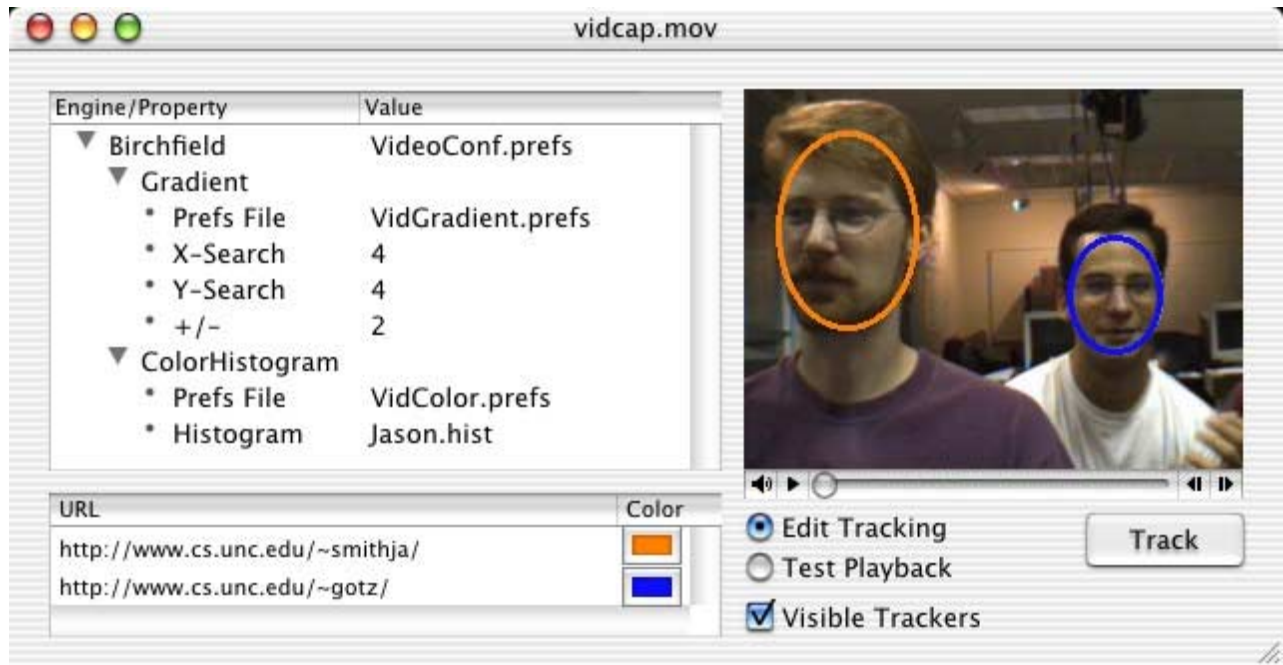 vidcap.mov
Engine/Property Value
Birchfield VideoConf.prefs
Gradient
Prefs File VidGradient.prefs
X-Search 4
Y-Search 4
+/- 2
ColorHistogram
Prefs File VidColor.prefs
Histogram Jason.hist
URL Color
http://www.cs.unc.edu/~smithja/
http://www.cs.unc.edu/~gotz/
Edit Tracking
Test Playback
Visible Trackers
Track